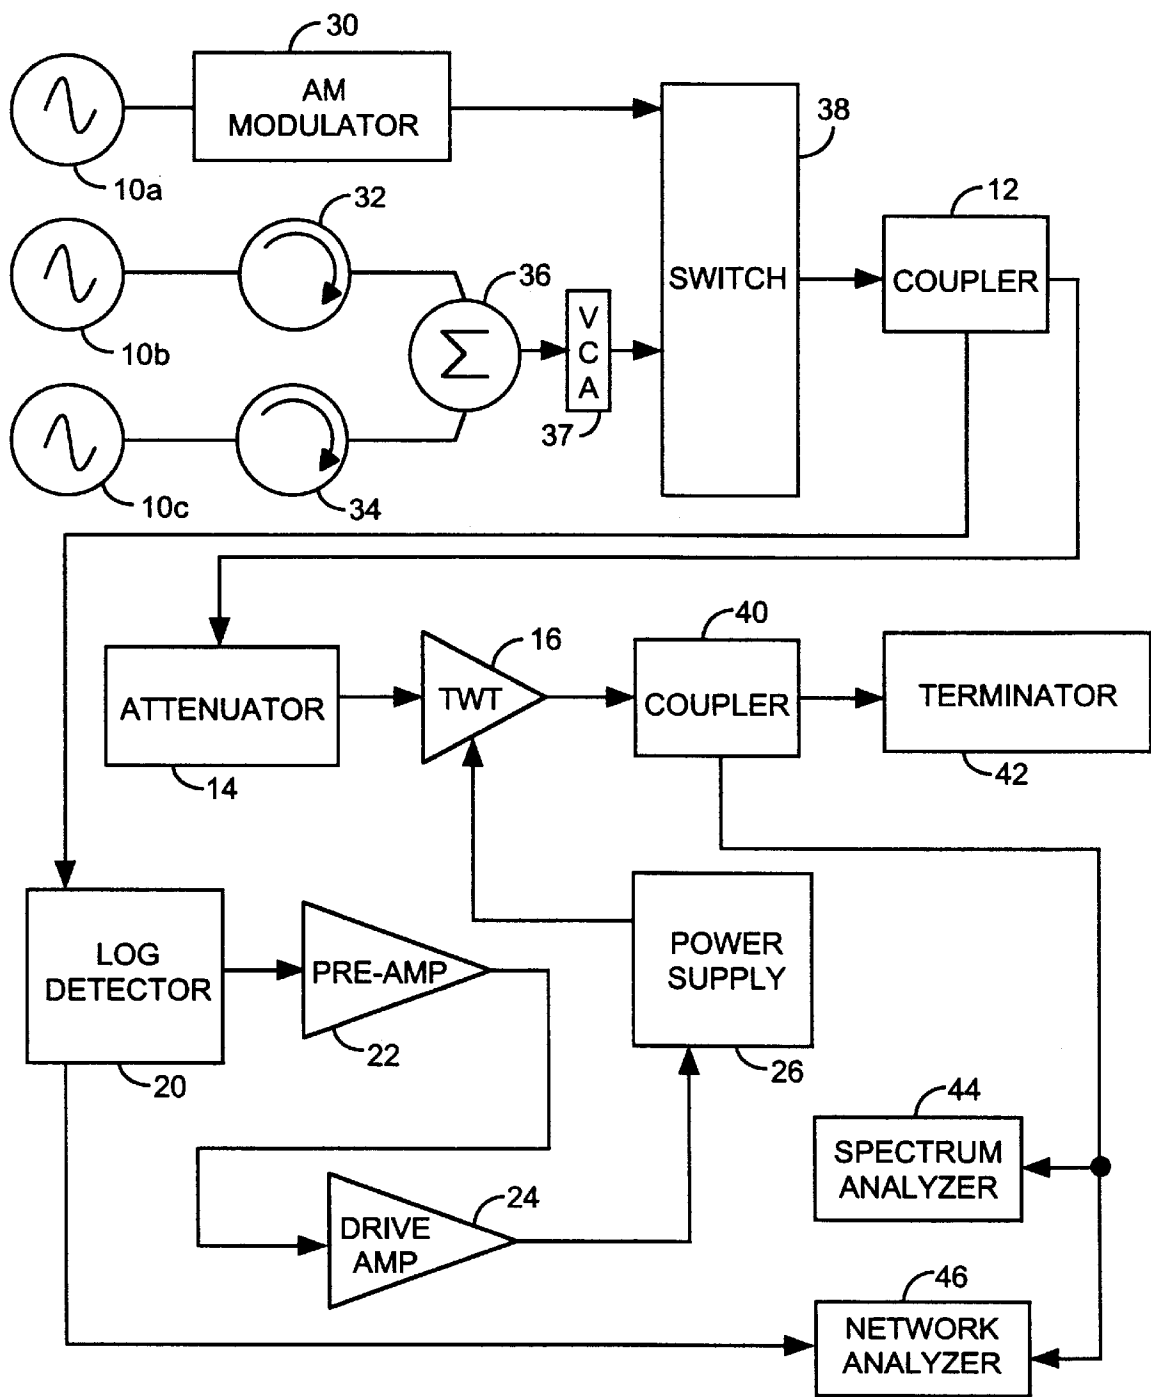 30
AM
MODULATOR
10a
38
32
12
SWITCH
COUPLER
10b
36
Σ
V
C
A
37
10c
34
40
16
ATTENUATOR
TWT
COUPLER
TERMINATOR
14
42
LOG
DETECTOR
PRE-AMP
POWER
SUPPLY
20
22
26
44
SPECTRUM
ANALYZER
24
DRIVE
AMP
46
NETWORK
ANALYZER